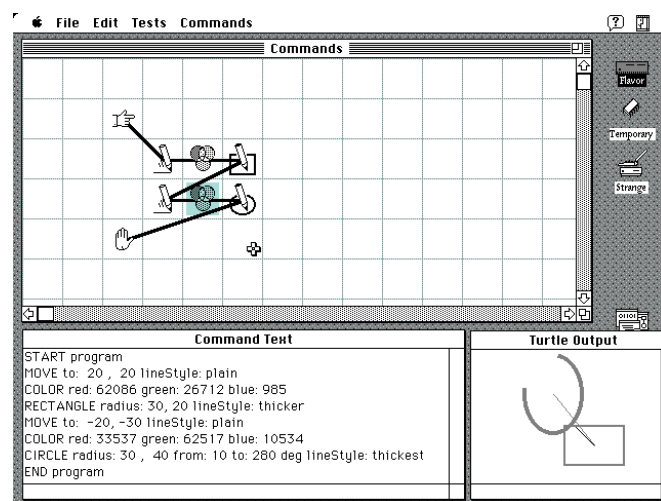 File Edit Tests Commands
Commands
Flavor
Temporary
Strange
Command Text
START program
MOVE to: 20 , 20 lineStyle: plain
COLOR red: 62086 green: 26712 blue: 985
RECTANGLE radius: 30, 20 lineStyle: thicker
MOVE to: -20, -30 lineStyle: plain
COLOR red: 33537 green: 62517 blue: 10534
CIRCLE radius: 30 , 40 from: 10 to: 280 deg lineStyle: thickest
END program
Turtle Output